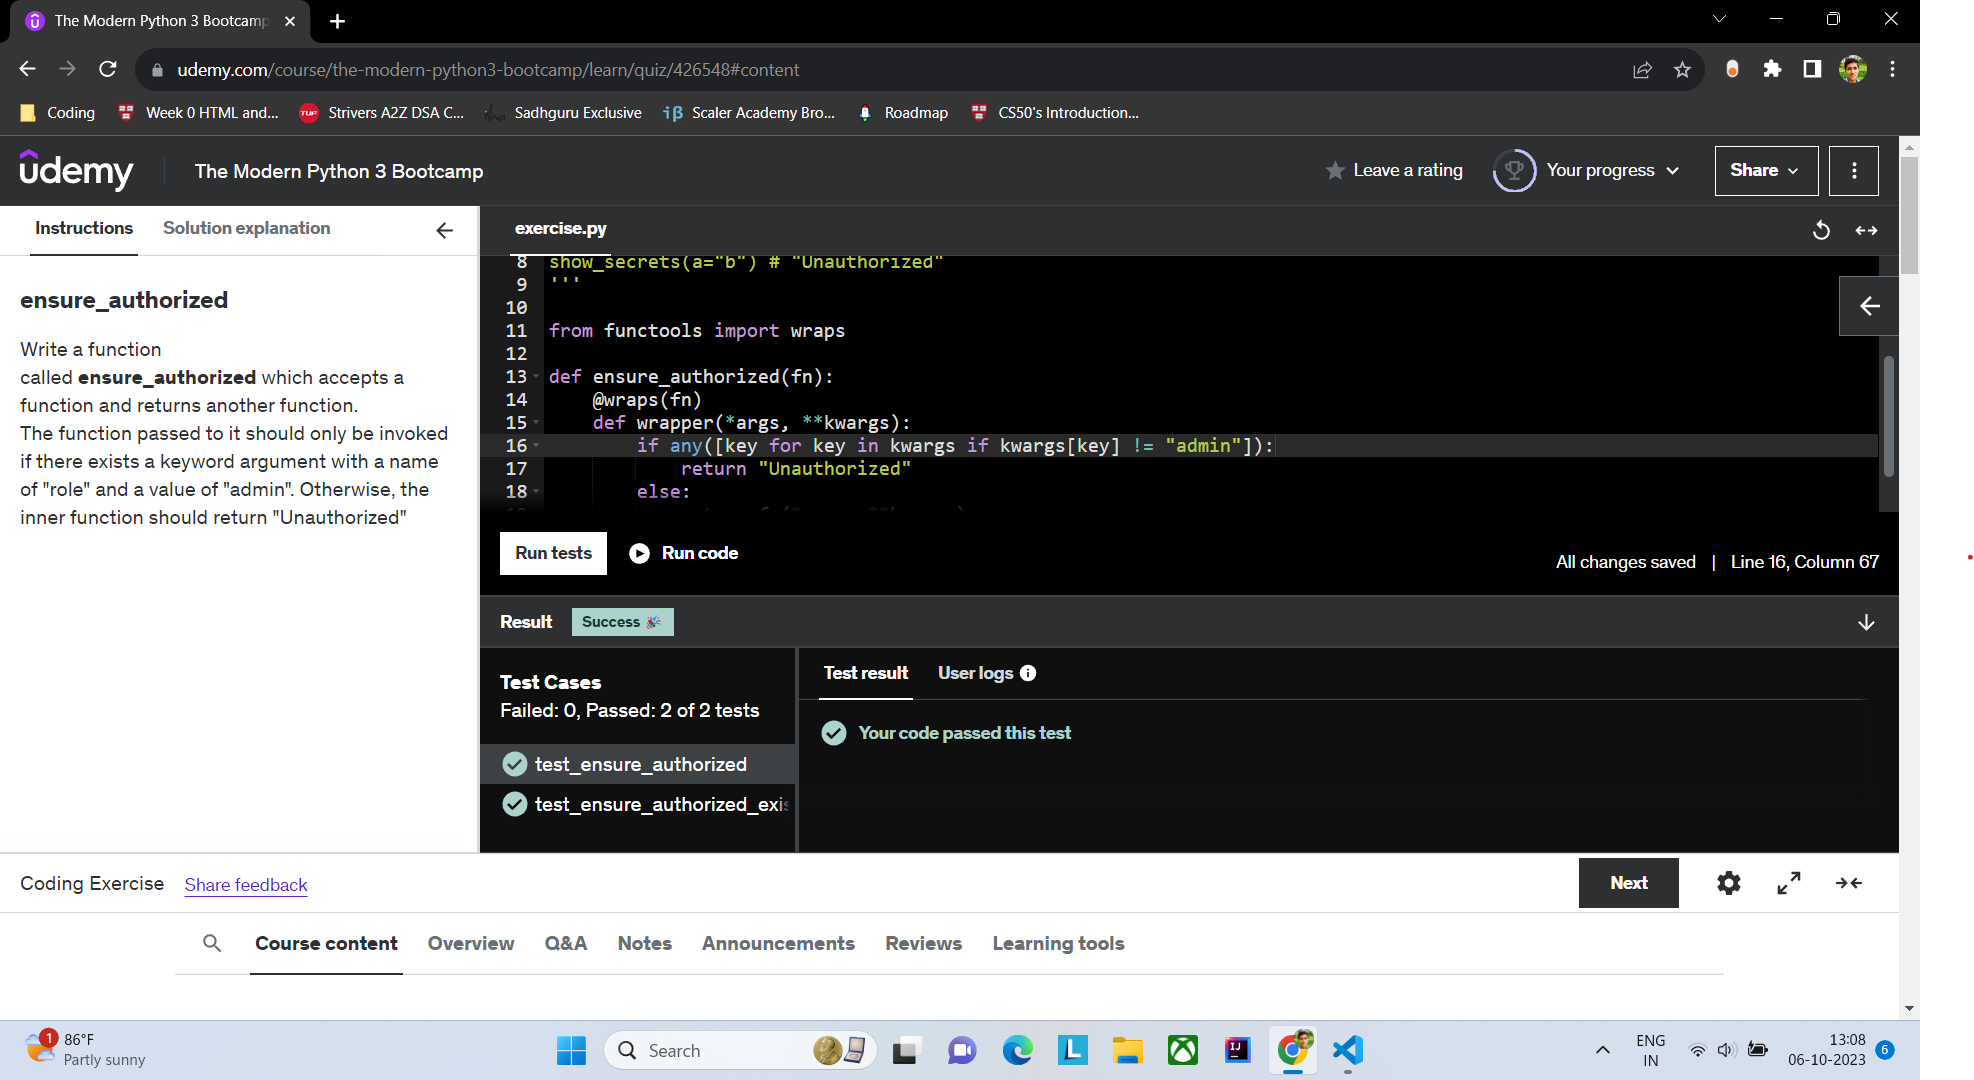 The Modern Python 3 Bootcamp
udemy.com/course/the-modern-python3-bootcamp/learn/quiz/426548#content
Coding
Week 0 HTML and...
Strivers A2Z DSA C...
Sadhguru Exclusive
Scaler Academy Bro...
Roadmap
CS50's Introduction...
udemy
The Modern Python 3 Bootcamp
Leave a rating
Your progress
Share
Instructions
Solution explanation
ensure_authorized
Write a function
called ensure_authorized which accepts a
function and returns another function.
The function passed to it should only be invoked
if there exists a keyword argument with a name
of "role" and a value of "admin". Otherwise, the
inner function should return "Unauthorized"
exercise.py
8 show_secrets(a="b") # "Unauthorized"
9 '''
10
11 from functools import wraps
12
13 def ensure_authorized(fn):
14 @wraps(fn)
15 def wrapper(*args, **kwargs):
16 if any([key for key in kwargs if kwargs[key] != "admin"]):
17 return "Unauthorized"
18 else:
Run tests
Run code
All changes saved | Line 16, Column 67
Result
Success
Test Cases
Failed: 0, Passed: 2 of 2 tests
test_ensure_authorized
test_ensure_authorized_exis
Test result
User logs
Your code passed this test
Coding Exercise
Share feedback
Next
Course content
Overview
Q&A
Notes
Announcements
Reviews
Learning tools
1
86°F
Partly sunny
Search
L
IJ
ENG
IN
13:08
06-10-2023
6